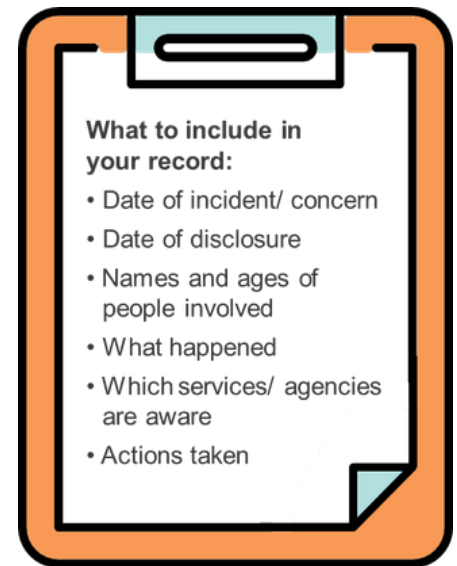 What to include in
your record:
• Date of incident/ concern
• Date of disclosure
• Names and ages of
people involved
• What happened
• Which services/ agencies
are aware
• Actions taken